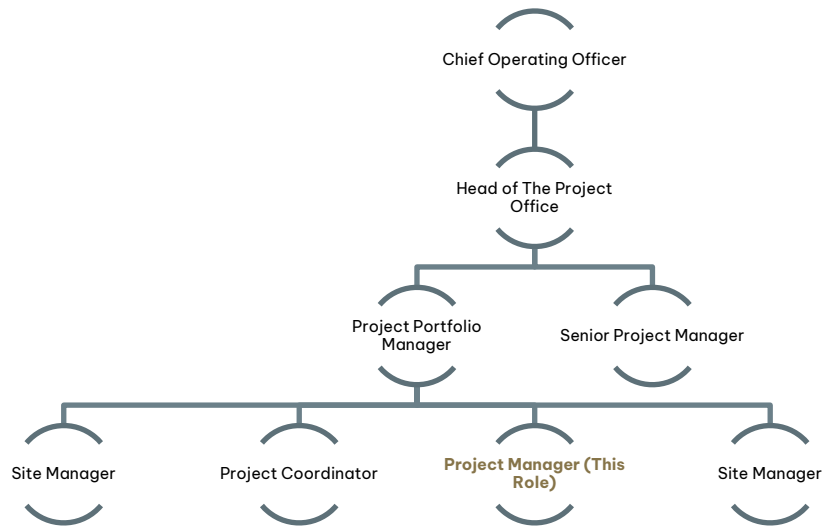 Chief Operating Officer
Head of The Project
Office
Project Portfolio
Manager
Senior Project Manager
Site Manager
Project Coordinator
Project Manager (This
Role)
Site Manager